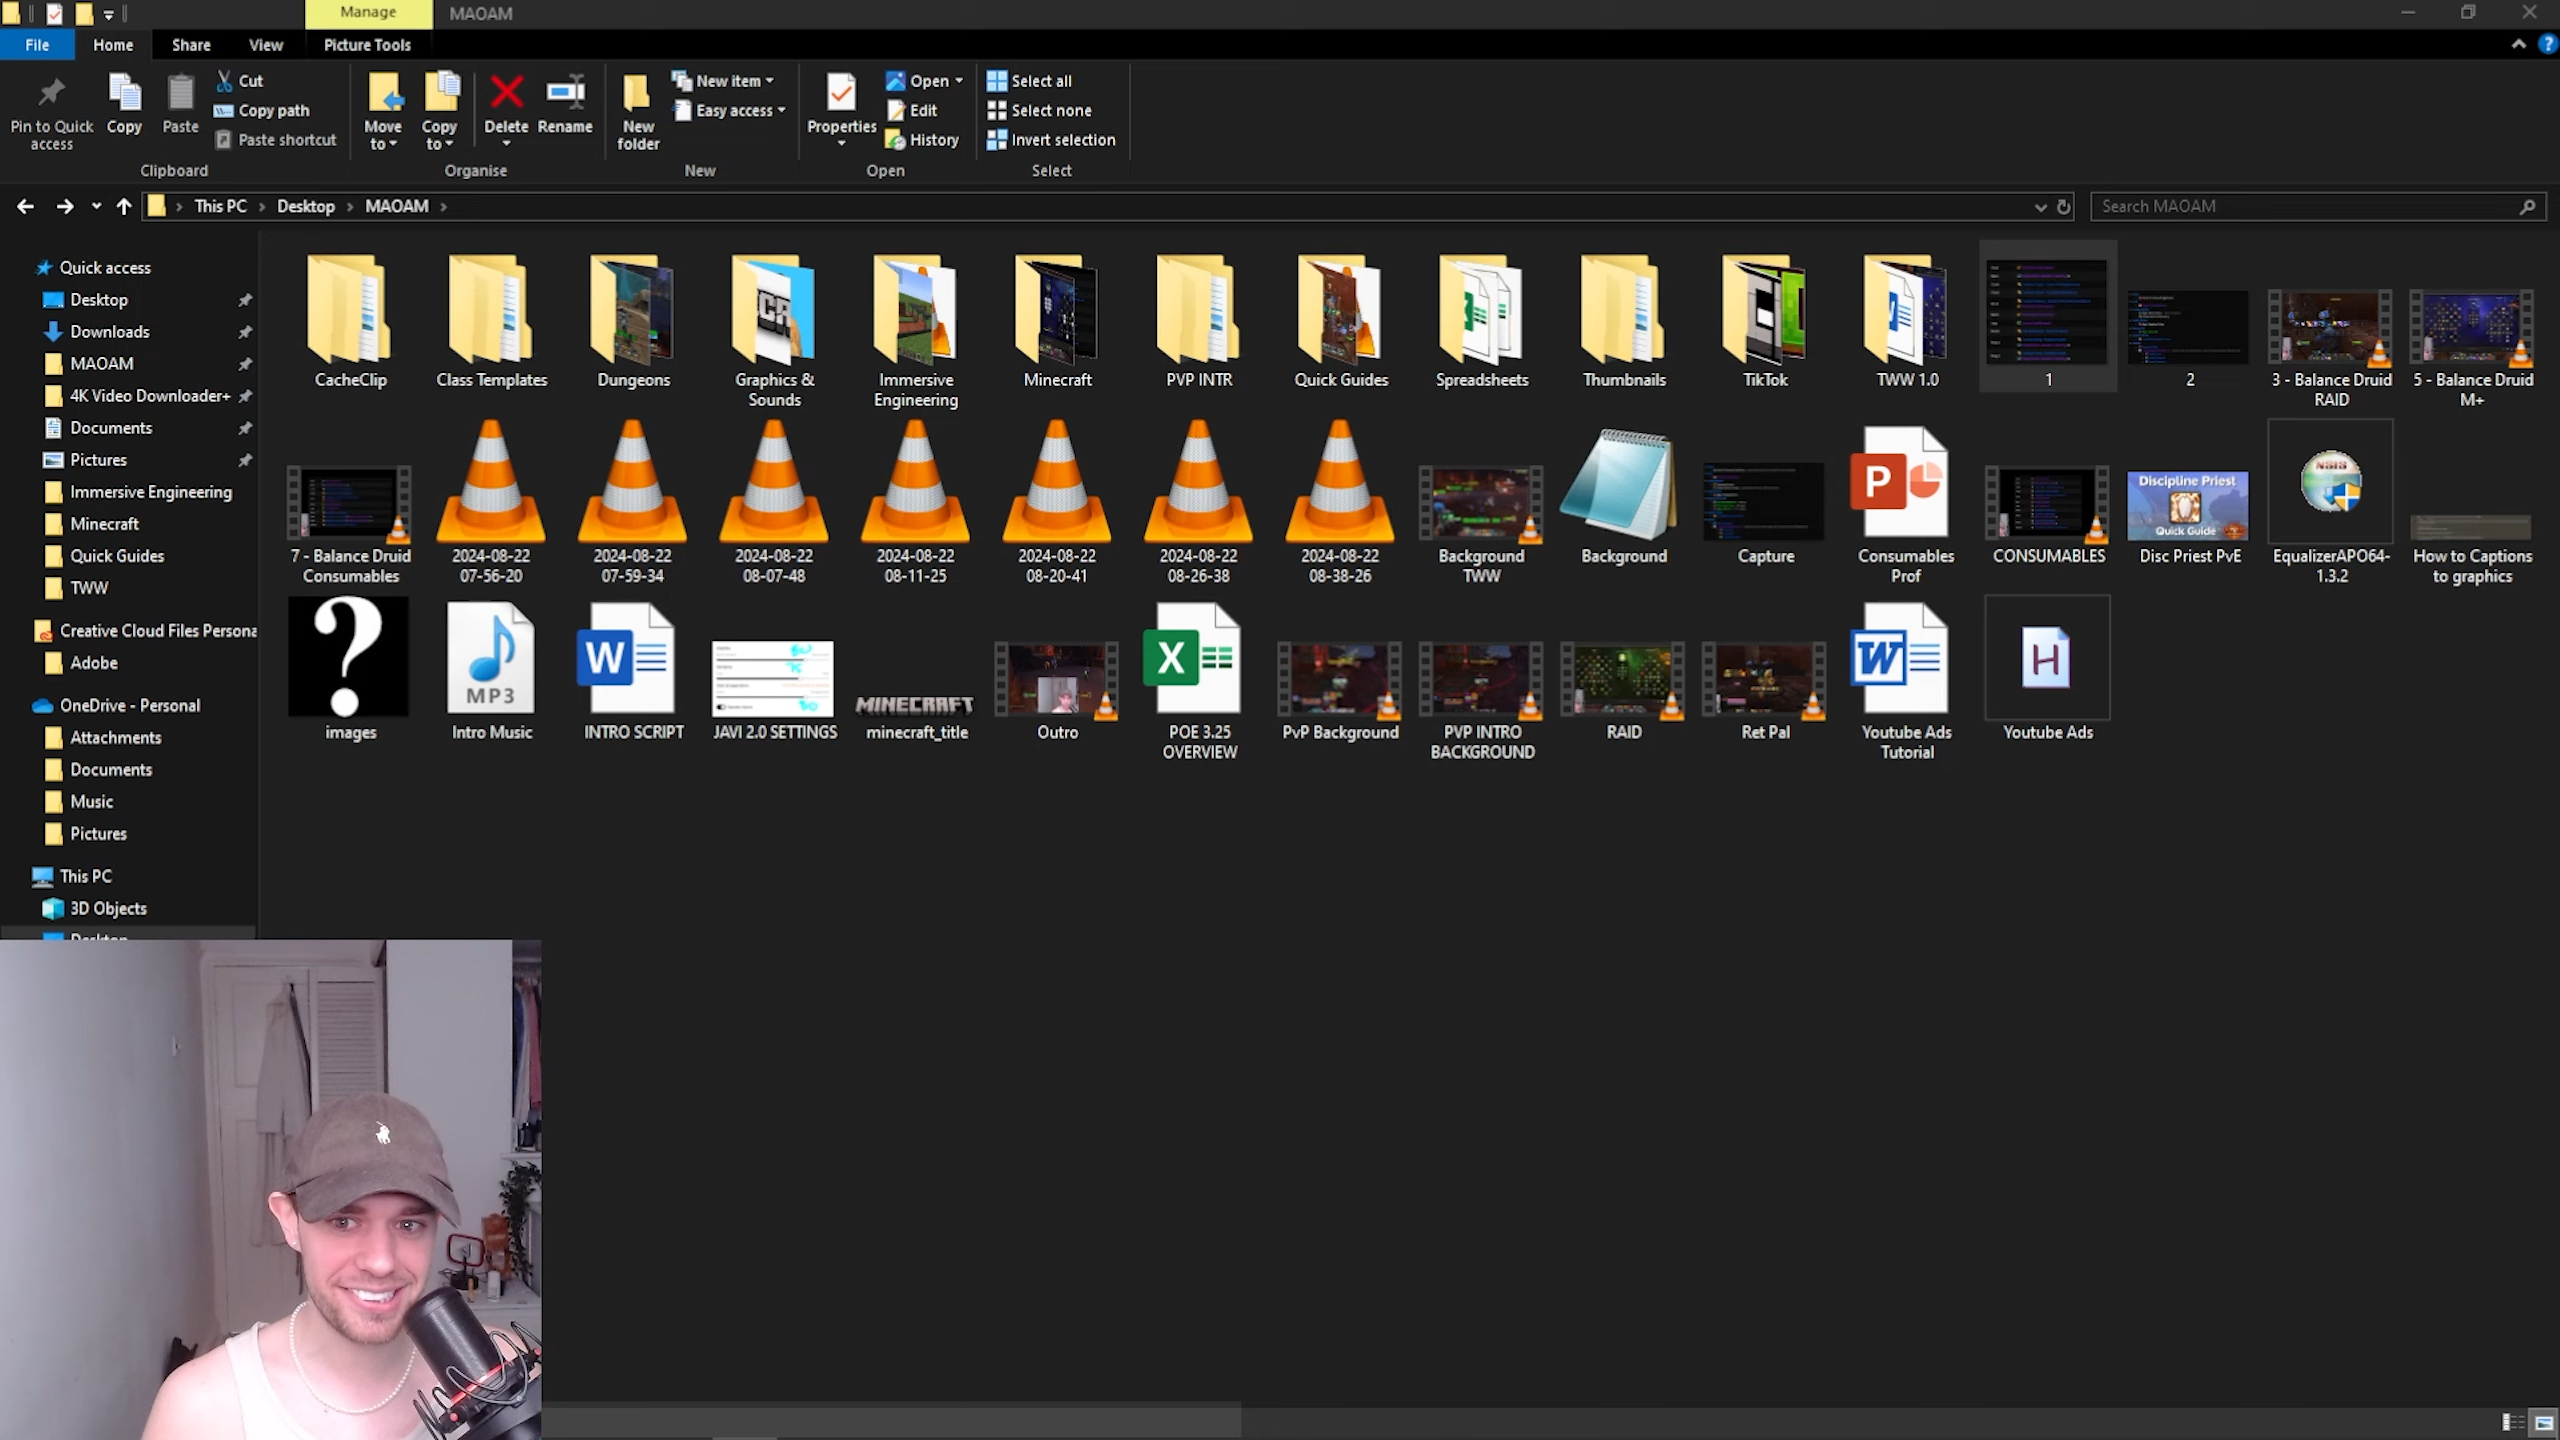 Manage
MAOAM
File
Home
Share
View
Picture Tools
Pin to Quick
access
Copy
Paste
Cut
Copy path
Paste shortcut
Clipboard
Move
to
Copy
to
Delete
Rename
Organise
New
folder
New item
Easy access
New
Properties
Open
Edit
History
Open
Select all
Select none
Invert selection
Select
This PC
Desktop
MAOAM
Search MAOAM
Quick access
Desktop
Downloads
MAOAM
4K Video Downloader+
Documents
Pictures
Immersive Engineering
Minecraft
Quick Guides
TWW
Creative Cloud Files Persona
Adobe
OneDrive - Personal
Attachments
Documents
Music
Pictures
This PC
3D Objects
Desktop
CacheClip
Class Templates
Dungeons
Graphics &
Sounds
Immersive
Engineering
Minecraft
PVP INTR
Quick Guides
Spreadsheets
Thumbnails
TikTok
TWW 1.0
1
2
3 - Balance Druid
RAID
5 - Balance Druid
M+
7 - Balance Druid
Consumables
2024-08-22
07-56-20
2024-08-22
07-59-34
2024-08-22
08-07-48
2024-08-22
08-11-25
2024-08-22
08-20-41
2024-08-22
08-26-38
2024-08-22
08-38-26
Background
TWW
Background
Capture
P
Consumables
Prof
CONSUMABLES
Discipline Priest
Quick Guide
Disc Priest PvE
NSIS
EqualizerAPO64-
1.3.2
How to Captions
to graphics
?
images
MP3
Intro Music
W
INTRO SCRIPT
JAVI 2.0 SETTINGS
MINECRAFT
minecraft_title
Outro
X
POE 3.25
OVERVIEW
PvP Background
PVP INTRO
BACKGROUND
RAID
Ret Pal
W
Youtube Ads
Tutorial
H
Youtube Ads